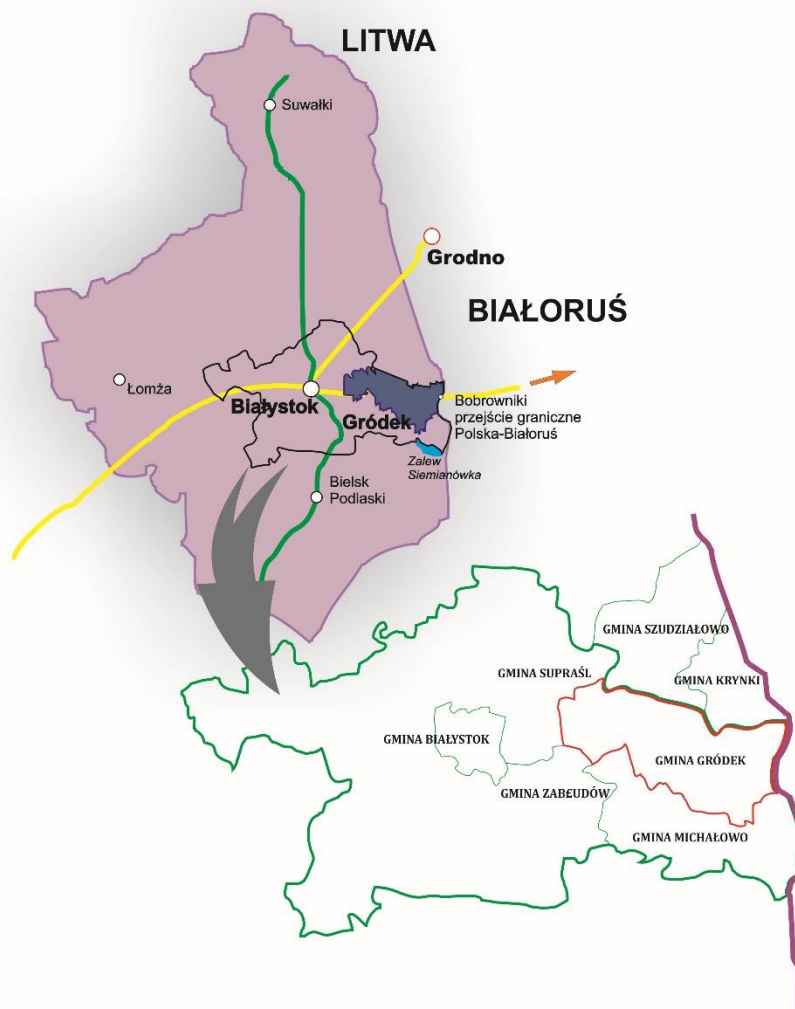 LITWA
Suwałki
Grodno
BIAŁORUŚ
Łomża
Białystok
Gródek
Bobrowniki
przejście graniczne
Polska-Białoruś
Zalew
Siemianówka
Bielsk
Podlaski
GMINA SZUDZIAŁOWO
GMINA SUPRAŚL
GMINA KRYNKI
GMINA BIAŁYSTOK
GMINA GRÓDEK
GMINA ZABŁUDÓW
GMINA MICHAŁOWO